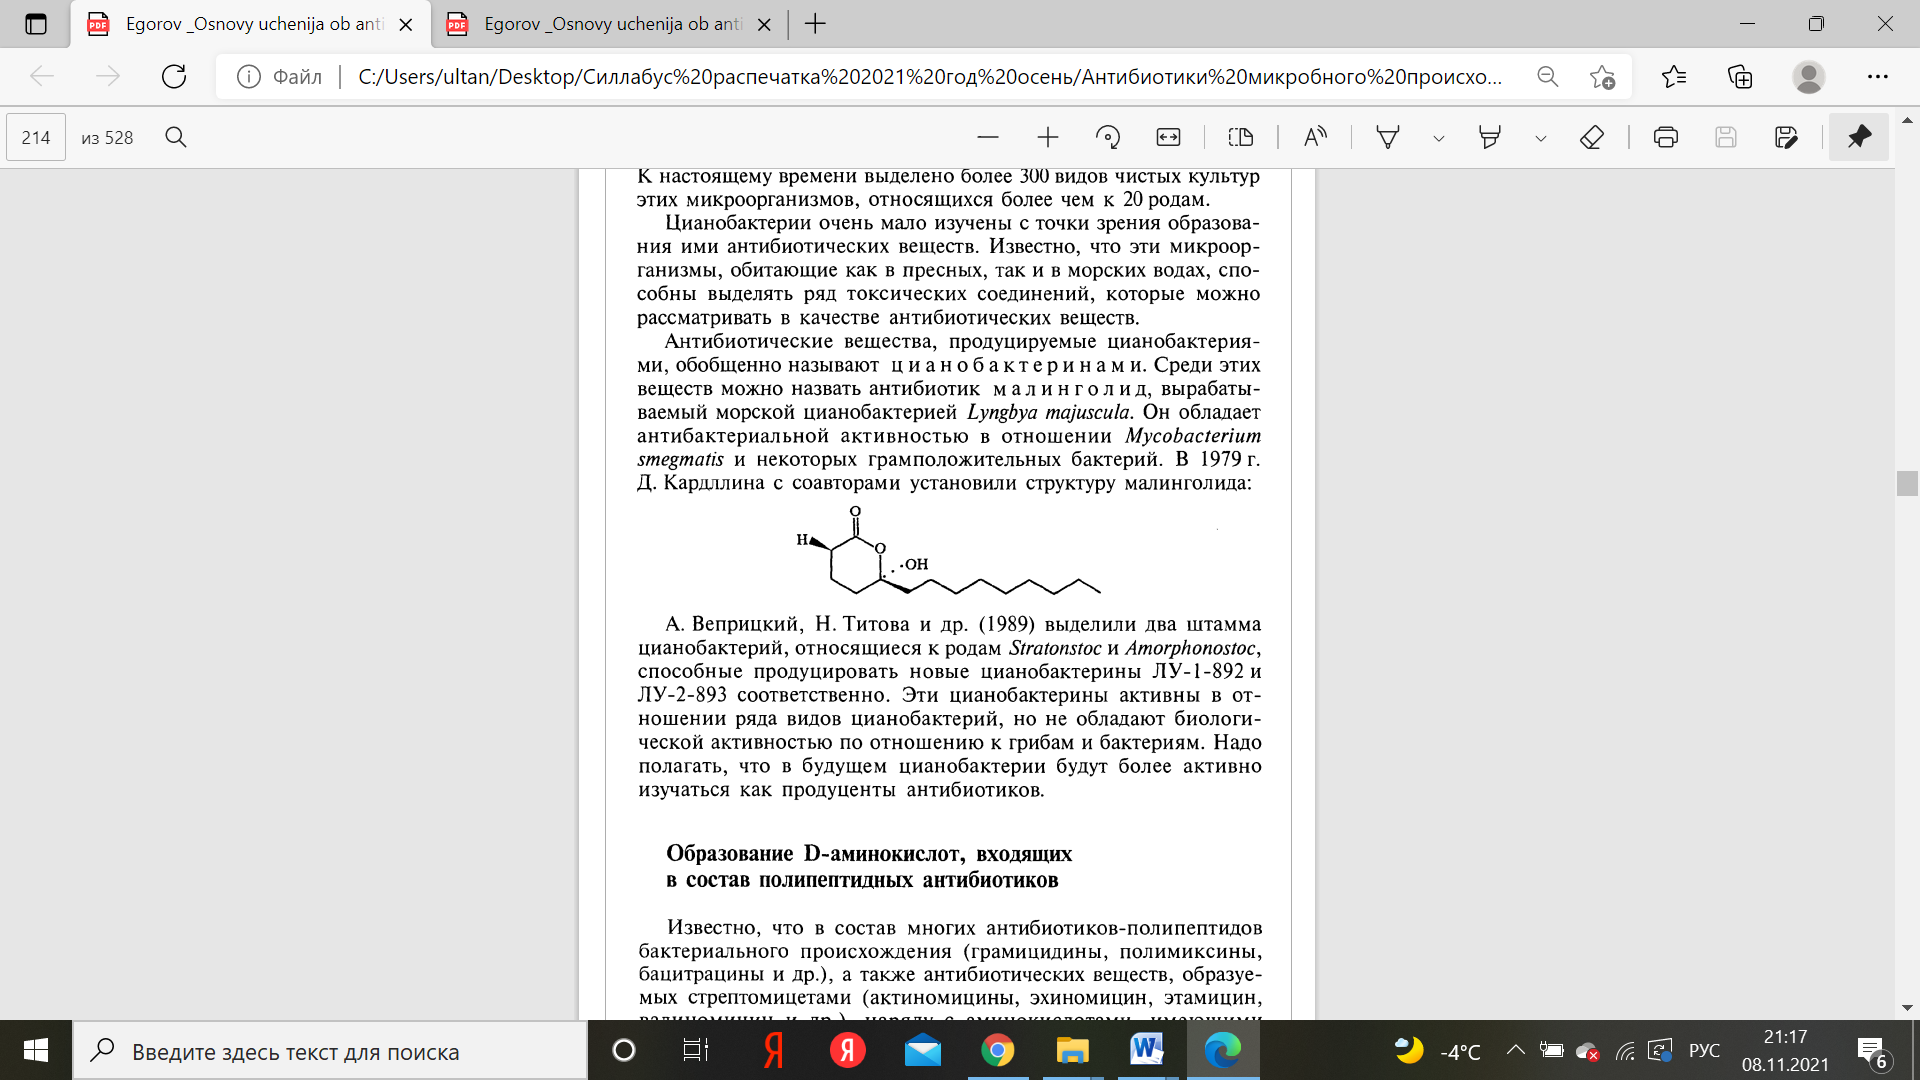 Egorov _Osnovy uchenija ob anti
Egorov _Osnovy uchenija ob anti
Файл
C:/Users/ultan/Desktop/Силлабус%20распечатка%202021%20год%20осень/Антибиотики%20микробного%20происхо...
214
из 528
К настоящему времени выделено более 300 видов чистых культур
этих микроорганизмов, относящихся более чем к 20 родам.
Цианобактерии очень мало изучены с точки зрения образова-
ния ими антибиотических веществ. Известно, что эти микроор-
ганизмы, обитающие как в пресных, так и в морских водах, спо-
собны выделять ряд токсических соединений, которые можно
рассматривать в качестве антибиотических веществ.
Антибиотические вещества, продуцируемые цианобактерия-
ми, обобщенно называют цианобактеринами. Среди этих
веществ можно назвать антибиотик малинголид, вырабаты-
ваемый морской цианобактерией Lyngbya majuscula. Он обладает
антибактериальной активностью в отношении Mycobacterium
smegmatis и некоторых грамположительных бактерий. В 1979 г.
Д. Кардллина с соавторами установили структуру малинголида:
O
H
O
OH
А. Веприцкий, Н. Титова и др. (1989) выделили два штамма
цианобактерий, относящиеся к родам Stratonstoc и Amorphonostoc,
способные продуцировать новые цианобактерины ЛУ-1-892 и
ЛУ-2-893 соответственно. Эти цианобактерины активны в от-
ношении ряда видов цианобактерий, но не обладают биологи-
ческой активностью по отношению к грибам и бактериям. Надо
полагать, что в будущем цианобактерии будут более активно
изучаться как продуценты антибиотиков.
Образование D-аминокислот, входящих
в состав полипептидных антибиотиков
Известно, что в состав многих антибиотиков-полипептидов
бактериального происхождения (грамицидины, полимиксины,
бацитрацины и др.), а также антибиотических веществ, образуе-
мых стрептомицетами (актиномицины, эхиномицин, этамицин,
валиномицин и др.), наряду с аминокислотами, имеющими
Введите здесь текст для поиска
-4°C
РУС
21:17
08.11.2021
6